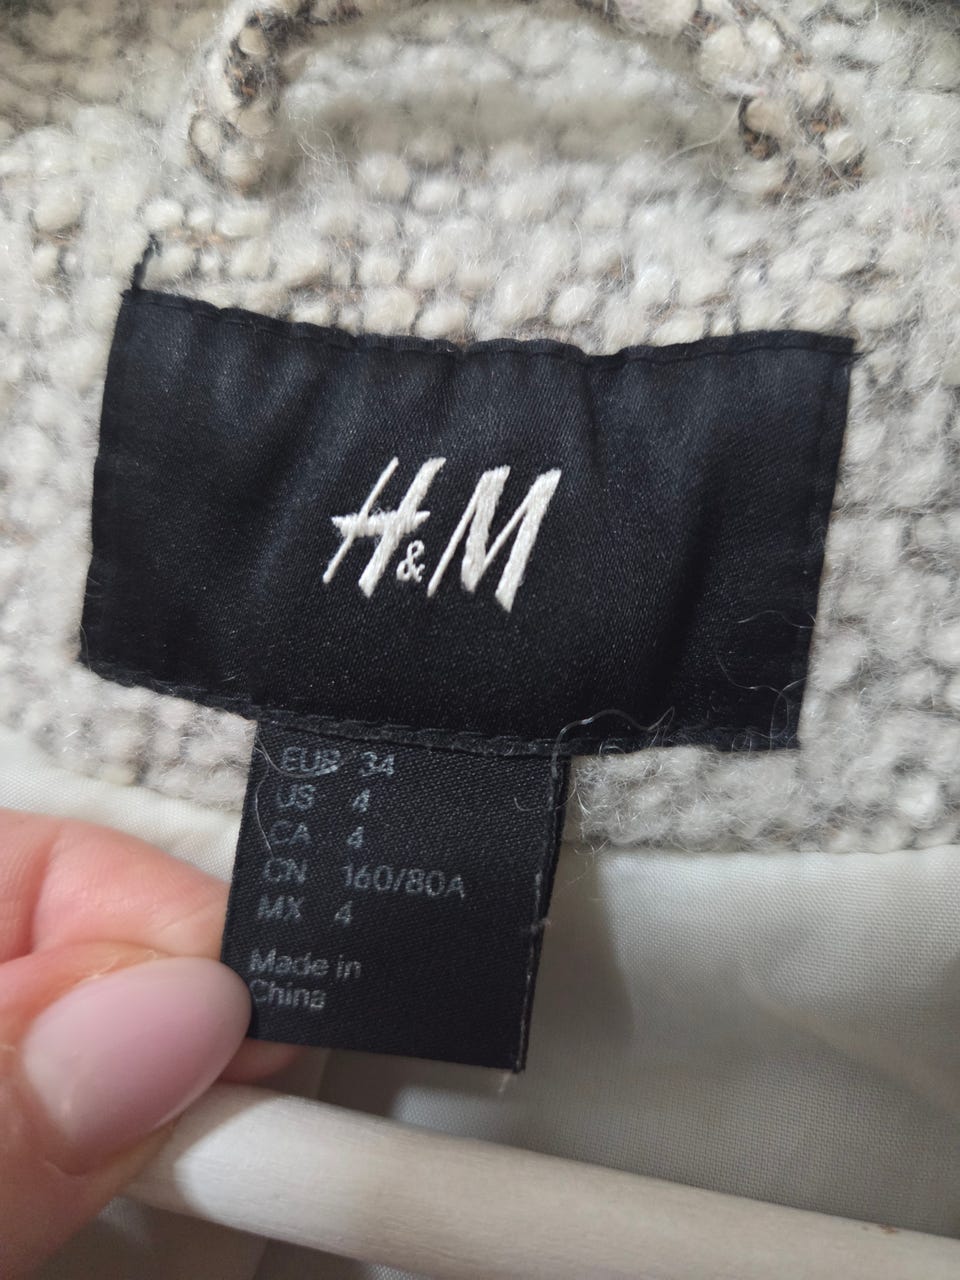 H&M
EUR 34
US 4
CA 4
CN 160/80A
MX 4
Made in
China